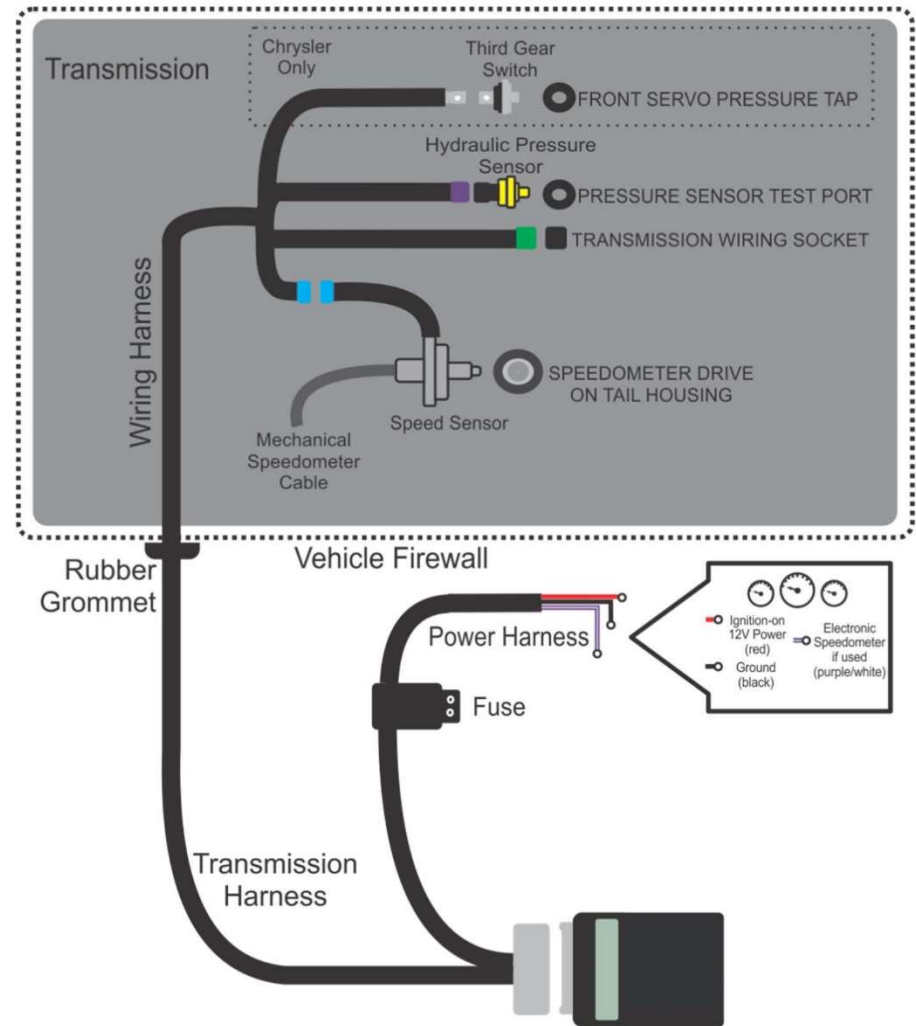 Transmission
Chrysler
Only
Third Gear
Switch
FRONT SERVO PRESSURE TAP
Hydraulic Pressure
Sensor
PRESSURE SENSOR TEST PORT
TRANSMISSION WIRING SOCKET
Wiring Harness
SPEEDOMETER DRIVE
ON TAIL HOUSING
Speed Sensor
Mechanical
Speedometer
Cable
Rubber
Grommet
Vehicle Firewall
Power Harness
Ignition-on
12V Power
(red)
Ground
(black)
Electronic
Speedometer
if used
(purple/white)
Fuse
Transmission
Harness